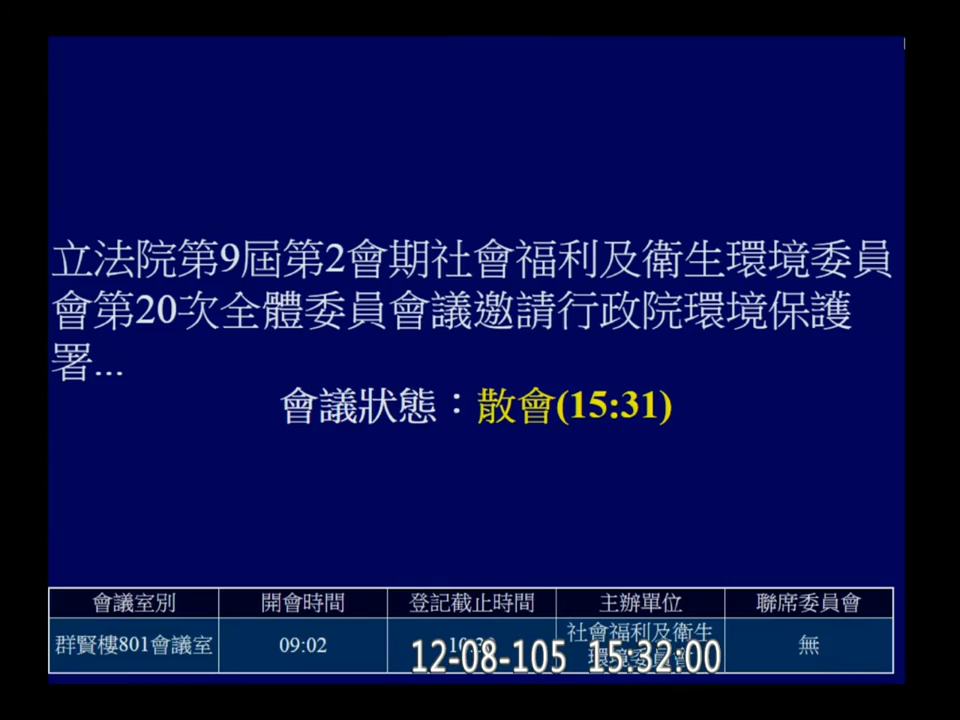 立法院第9屆第2會期社會福利及衛生環境委員
會第20次全體委員會議邀請行政院環境保護
署...
會議狀態：散會(15:31)
會議室別 開會時間 登記截止時間 主辦單位 聯席委員會
群賢樓801會議室 09:02 社會福利及衛生 無
12-08-105 15:32:00